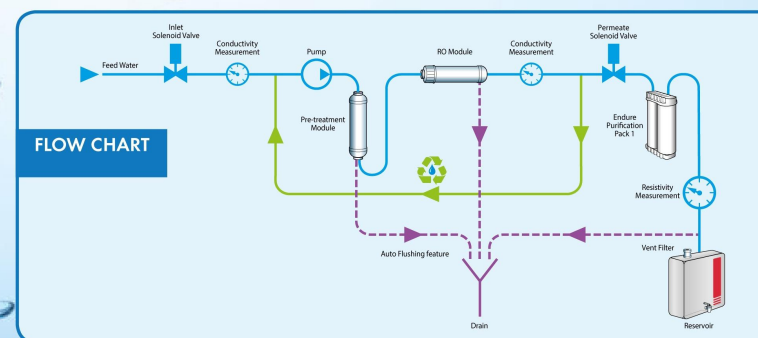 Inlet
Solenoid Valve
Feed Water
Conductivity
Measurement
Pump
Pre-treatment
Module
RO Module
Conductivity
Measurement
Permeate
Solenoid Valve
Endure
Purification
Pack 1
FLOW CHART
Resistivity
Measurement
Auto Flushing feature
Vent Filter
Drain
Reservoir